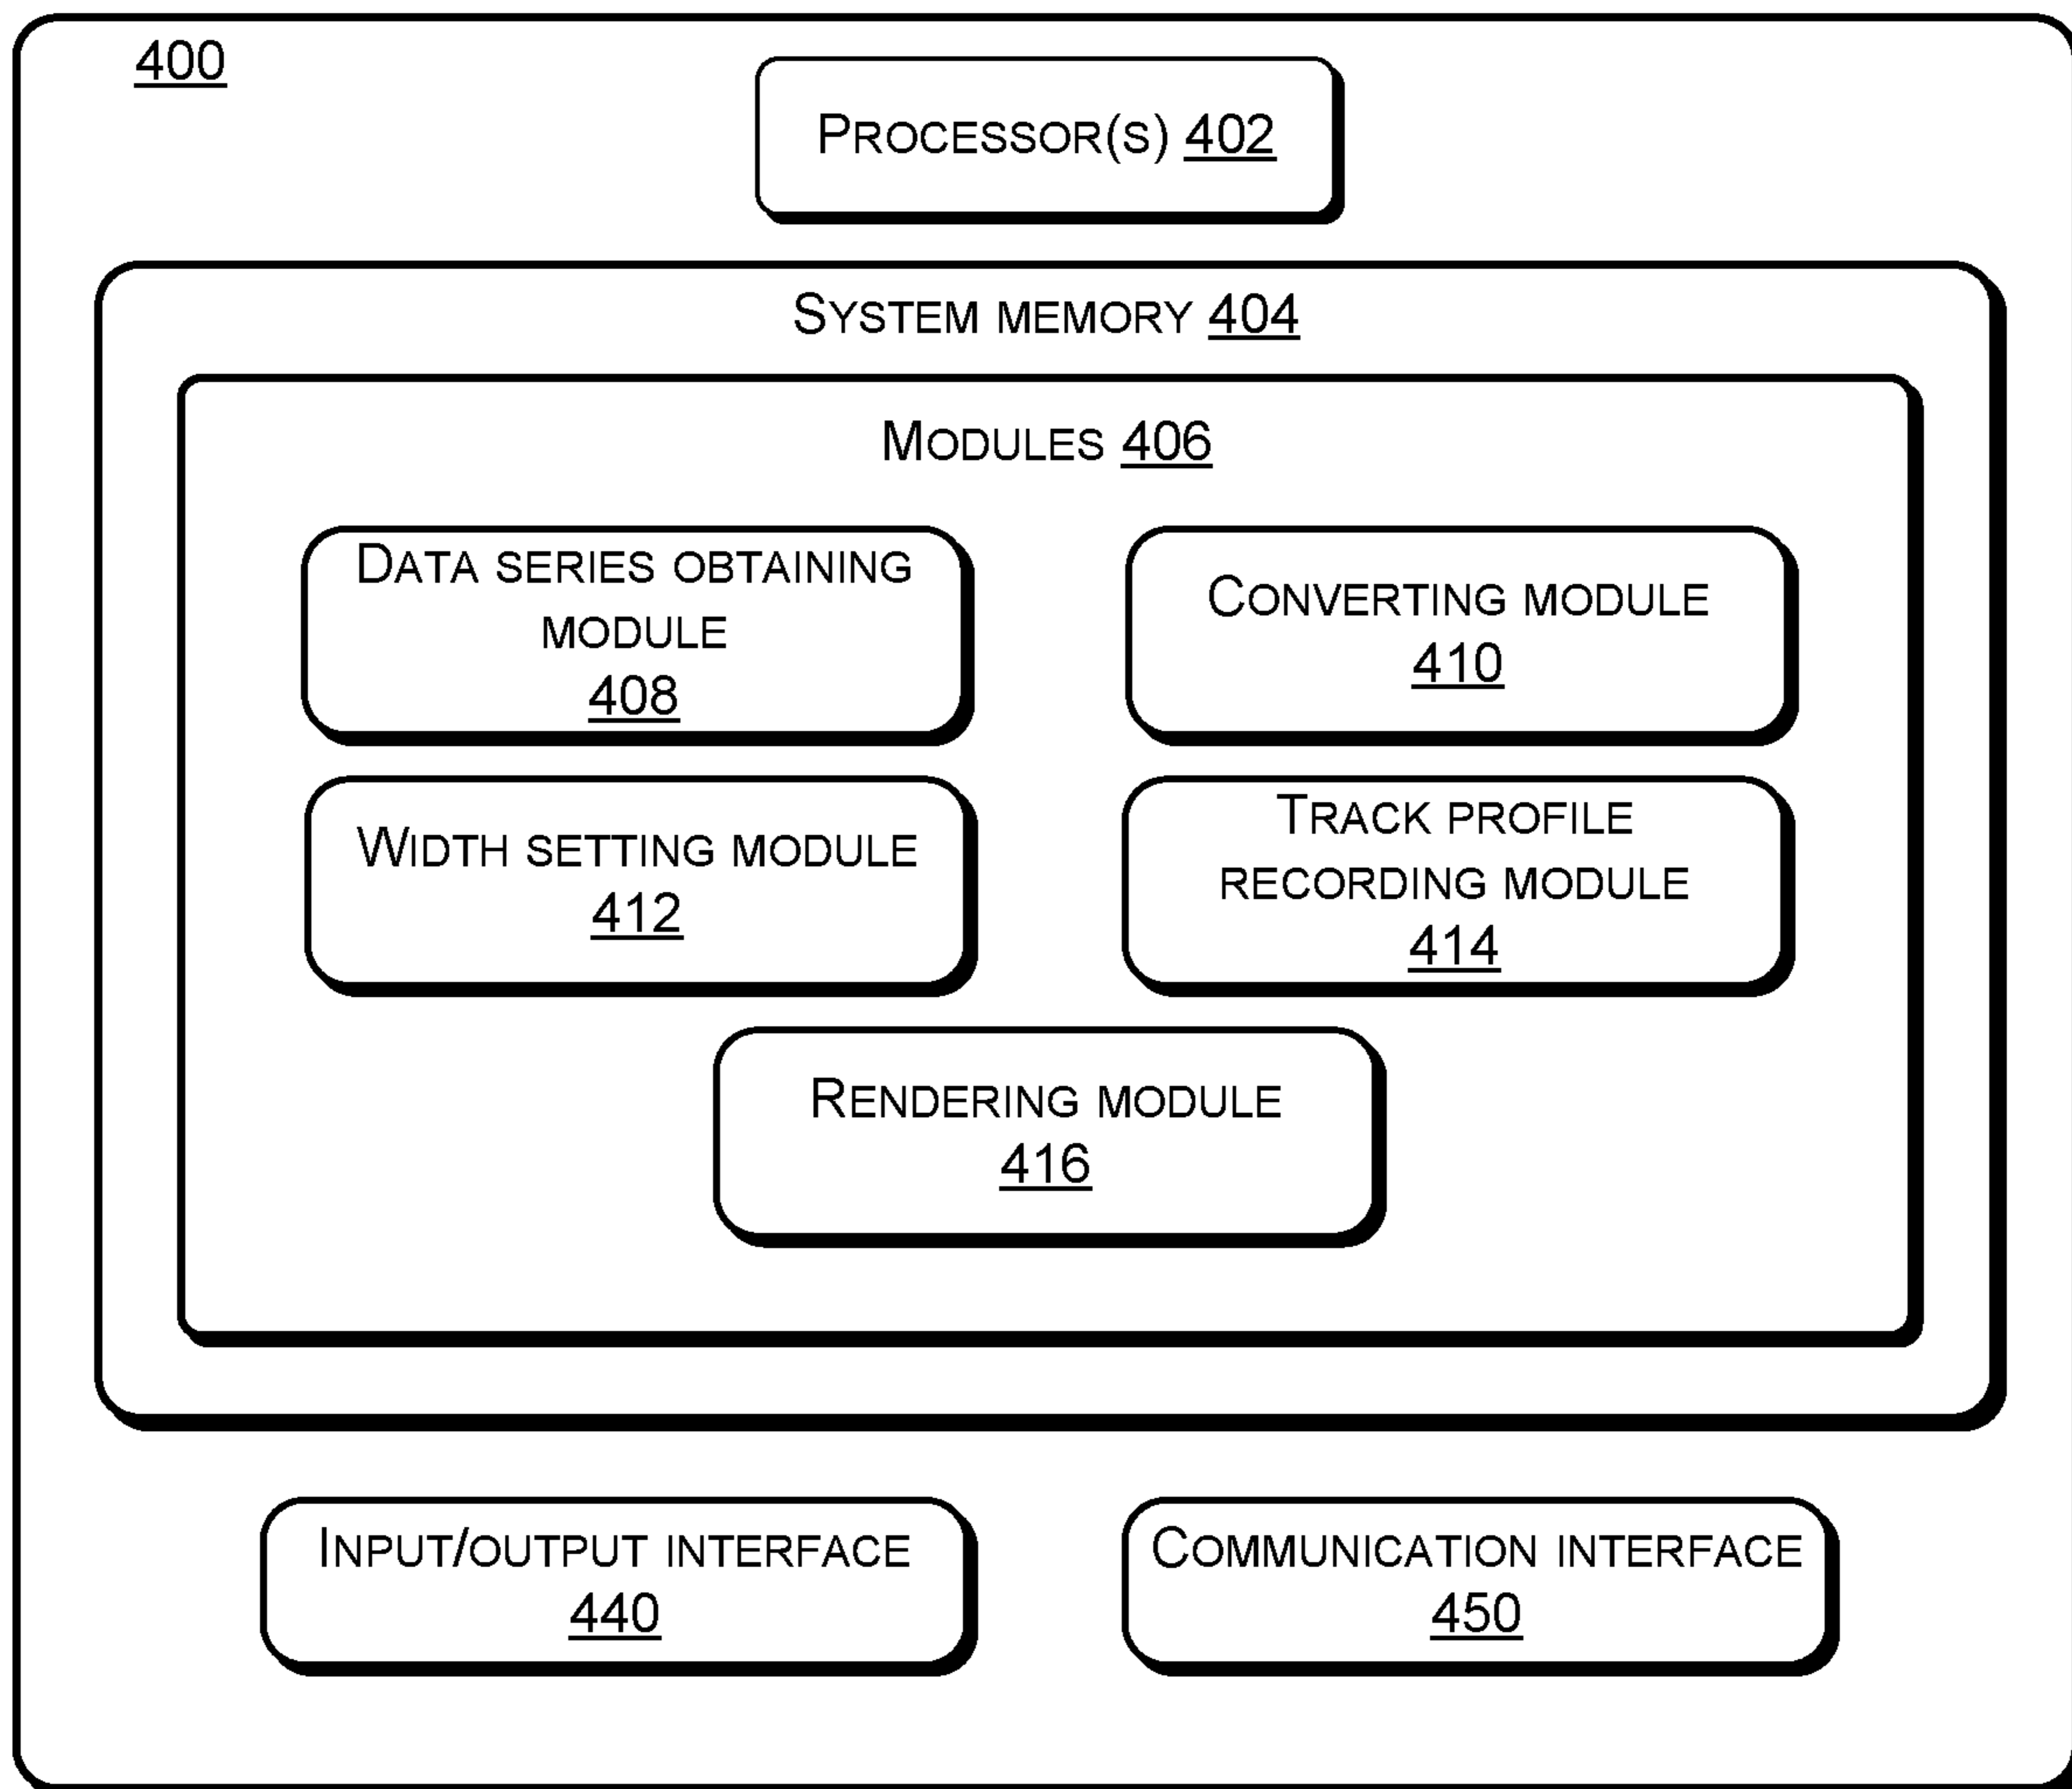 400
PROCESSOR(S) 402
SYSTEM MEMORY 404
MODULES 406
DATA SERIES OBTAINING
MODULE
408
CONVERTING MODULE
410
WIDTH SETTING MODULE
412
TRACK PROFILE
RECORDING MODULE
414
RENDERING MODULE
416
INPUT/OUTPUT INTERFACE
440
COMMUNICATION INTERFACE
450